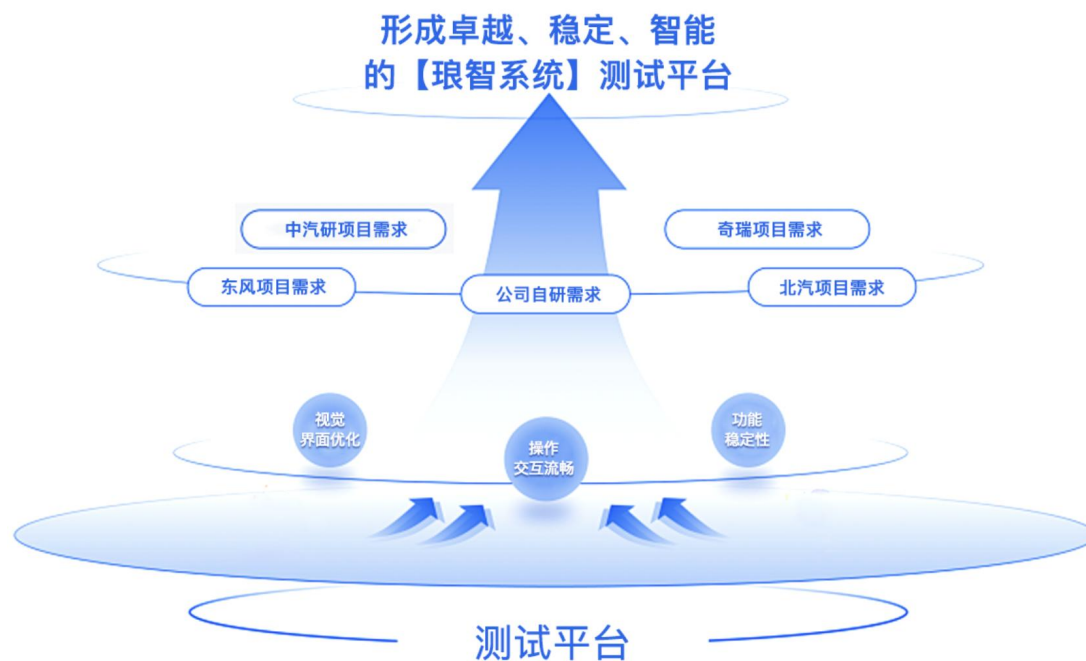 形成卓越、稳定、智能
的【琅智系统】测试平台
中汽研项目需求
奇瑞项目需求
东风项目需求
公司自研需求
北汽项目需求
视觉
界面优化
操作
交互流畅
功能
稳定性
测试平台